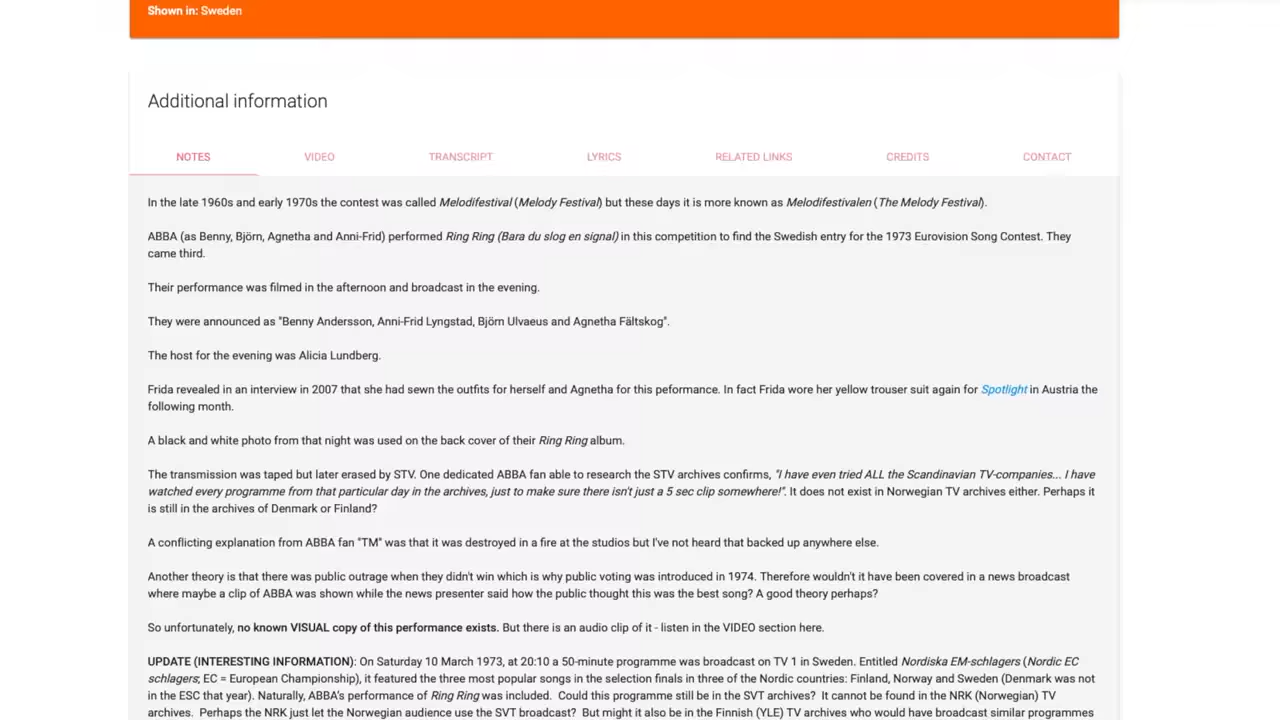 Shown in: Sweden
Additional information
NOTES VIDEO TRANSCRIPT LYRICS RELATED LINKS CREDITS CONTACT
In the late 1960s and early 1970s the contest was called Melodifestival (Melody Festival) but these days it is more known as Melodifestivalen (The Melody Festival).
ABBA (as Benny, Björn, Agnetha and Anni-Frid) performed Ring Ring (Bara du slog en signal) in this competition to find the Swedish entry for the 1973 Eurovision Song Contest. They
came third.
Their performance was filmed in the afternoon and broadcast in the evening.
They were announced as "Benny Andersson, Anni-Frid Lyngstad, Björn Ulvaeus and Agnetha Fältskog".
The host for the evening was Alicia Lundberg.
Frida revealed in an interview in 2007 that she had sewn the outfits for herself and Agnetha for this peformance. In fact Frida wore her yellow trouser suit again for Spotlight in Austria the
following month.
A black and white photo from that night was used on the back cover of their Ring Ring album.
The transmission was taped but later erased by STV. One dedicated ABBA fan able to research the STV archives confirms, "I have even tried ALL the Scandinavian TV-companies... I have
watched every programme from that particular day in the archives, just to make sure there isn't just a 5 sec clip somewhere!". It does not exist in Norwegian TV archives either. Perhaps it
is still in the archives of Denmark or Finland?
A conflicting explanation from ABBA fan "TM" was that it was destroyed in a fire at the studios but I've not heard that backed up anywhere else.
Another theory is that there was public outrage when they didn't win which is why public voting was introduced in 1974. Therefore wouldn't it have been covered in a news broadcast
where maybe a clip of ABBA was shown while the news presenter said how the public thought this was the best song? A good theory perhaps?
So unfortunately, no known VISUAL copy of this performance exists. But there is an audio clip of it - listen in the VIDEO section here.
UPDATE (INTERESTING INFORMATION): On Saturday 10 March 1973, at 20:10 a 50-minute programme was broadcast on TV 1 in Sweden. Entitled Nordiska EM-schlagers (Nordic EC
schlagers; EC = European Championship), it featured the three most popular songs in the selection finals in three of the Nordic countries: Finland, Norway and Sweden (Denmark was not
in the ESC that year). Naturally, ABBA's performance of Ring Ring was included. Could this programme still be in the SVT archives? It cannot be found in the NRK (Norwegian) TV
archives. Perhaps the NRK just let the Norwegian audience use the SVT broadcast? But might it also be in the Finnish (YLE) TV archives who would have broadcast similar programmes